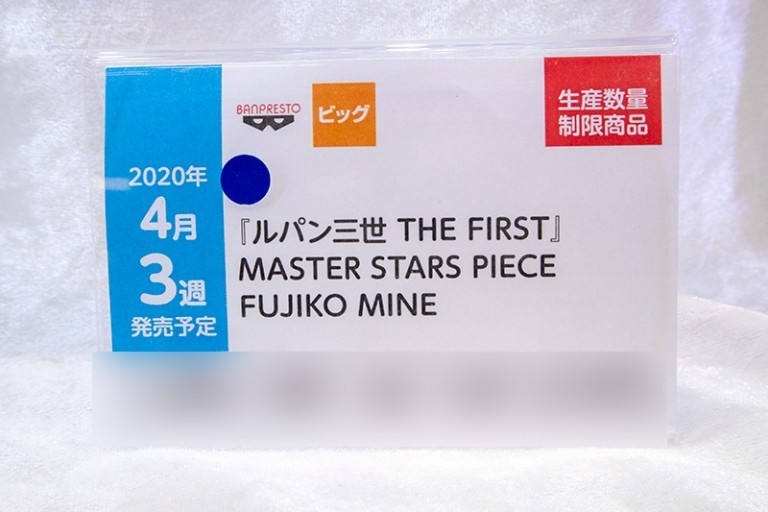 BANPRESTO
ビッグ
生産数量
制限商品
2020年
4月
3週
発売予定
『ルパン三世 THE FIRST』
MASTER STARS PIECE
FUJIKO MINE